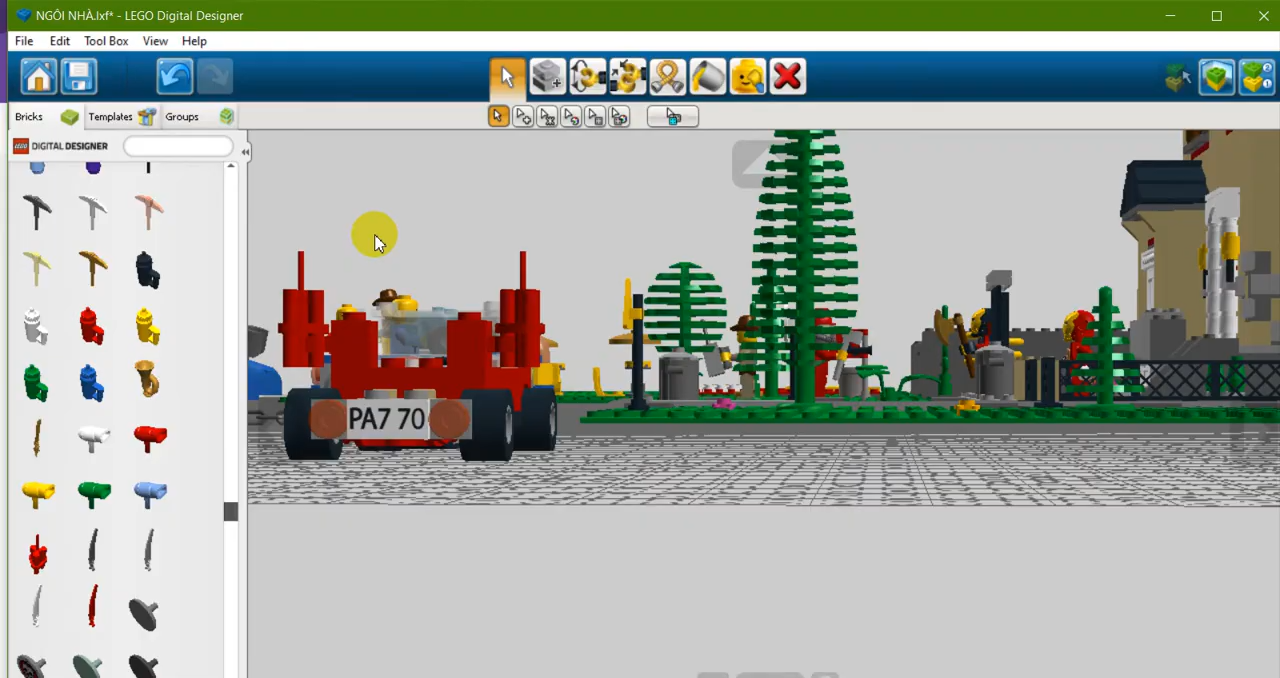 NGÔI NHÀ.lxf* - LEGO Digital Designer
File Edit Tool Box View Help
Bricks Templates Groups
LEGO DIGITAL DESIGNER
PA7 70